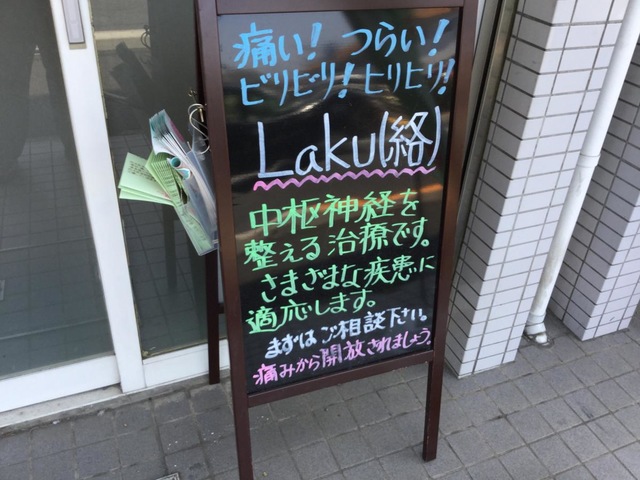 痛い！つらい！
ビリビリ！ヒリヒリ！
Laku(絡)
中枢神経を
整える治療です。
さまざまな疾患に
適応します。
まずはご相談下さい。
痛みから開放されましょう。